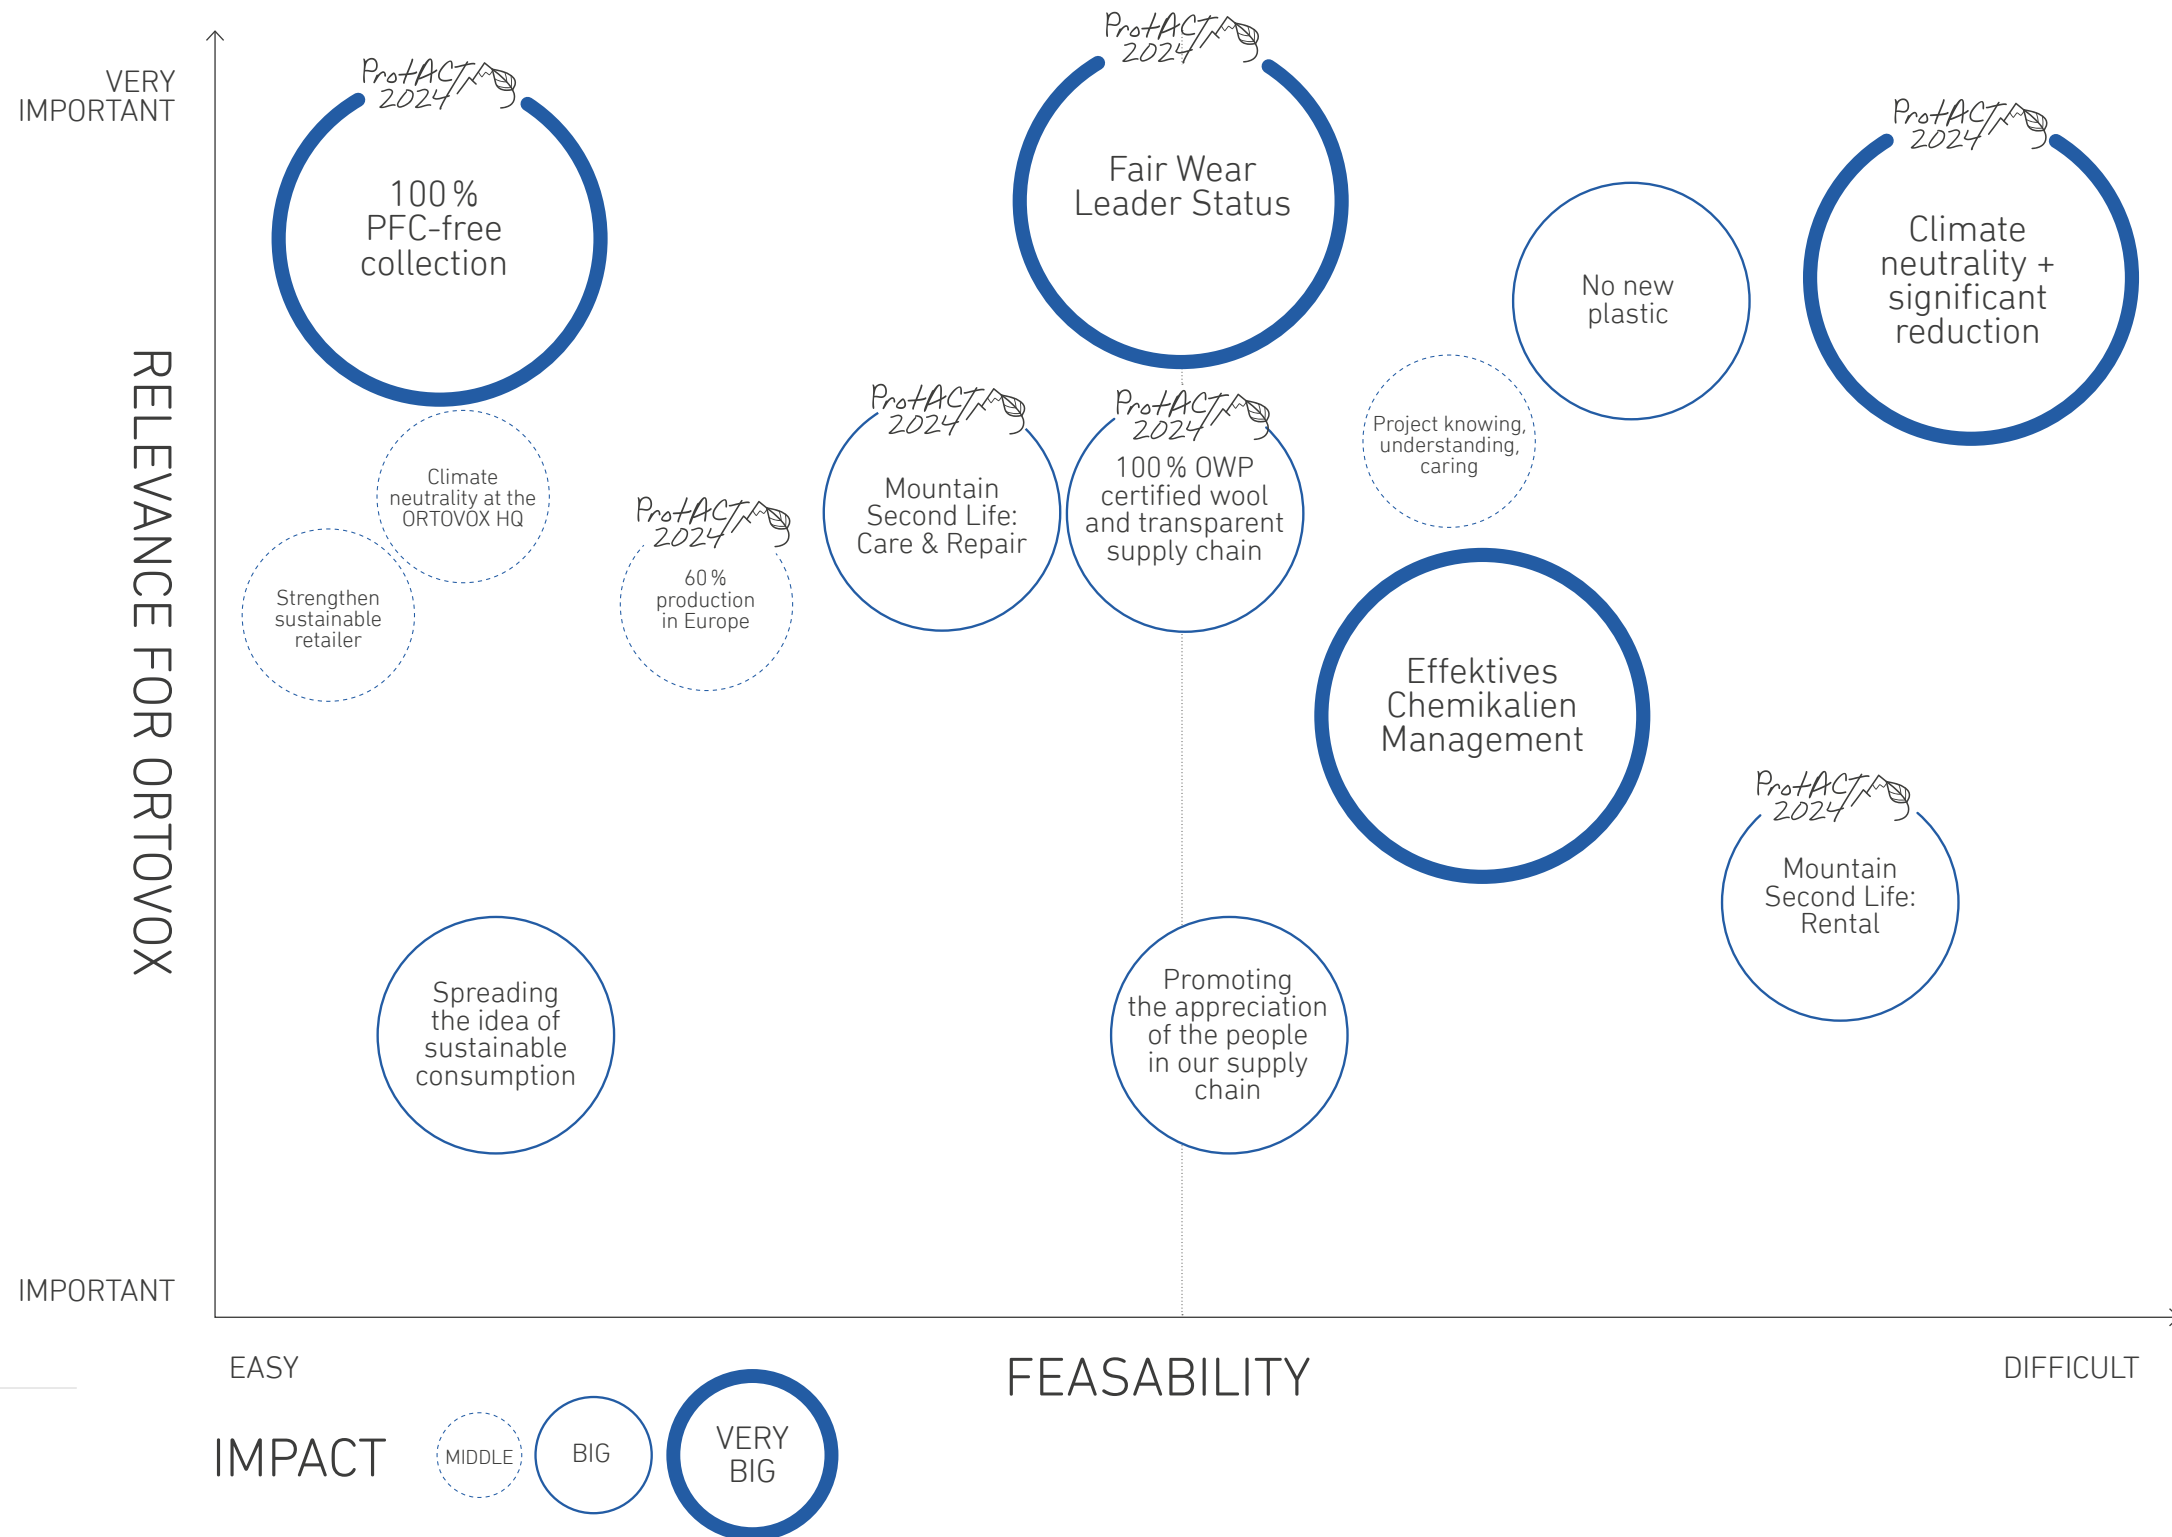 VERY
IMPORTANT
ProtACT
2024
100 %
PFC-free
collection
ProtACT
2024
Fair Wear
Leader Status
ProtACT
2024
Climate
neutrality +
significant
reduction
No new
plastic
Project knowing,
understanding,
caring
Climate
neutrality at the
ORTOVOX HQ
Strengthen
sustainable
retailer
ProtACT
2024
60 %
production
in Europe
ProtACT
2024
Mountain
Second Life:
Care & Repair
ProtACT
2024
100 % OWP
certified wool
and transparent
supply chain
Effektives
Chemikalien
Management
ProtACT
2024
Mountain
Second Life:
Rental
Spreading
the idea of
sustainable
consumption
Promoting
the appreciation
of the people
in our supply
chain
RELEVANCE FOR ORTOVOX
IMPORTANT
EASY
FEASABILITY
DIFFICULT
IMPACT
MIDDLE
BIG
VERY
BIG